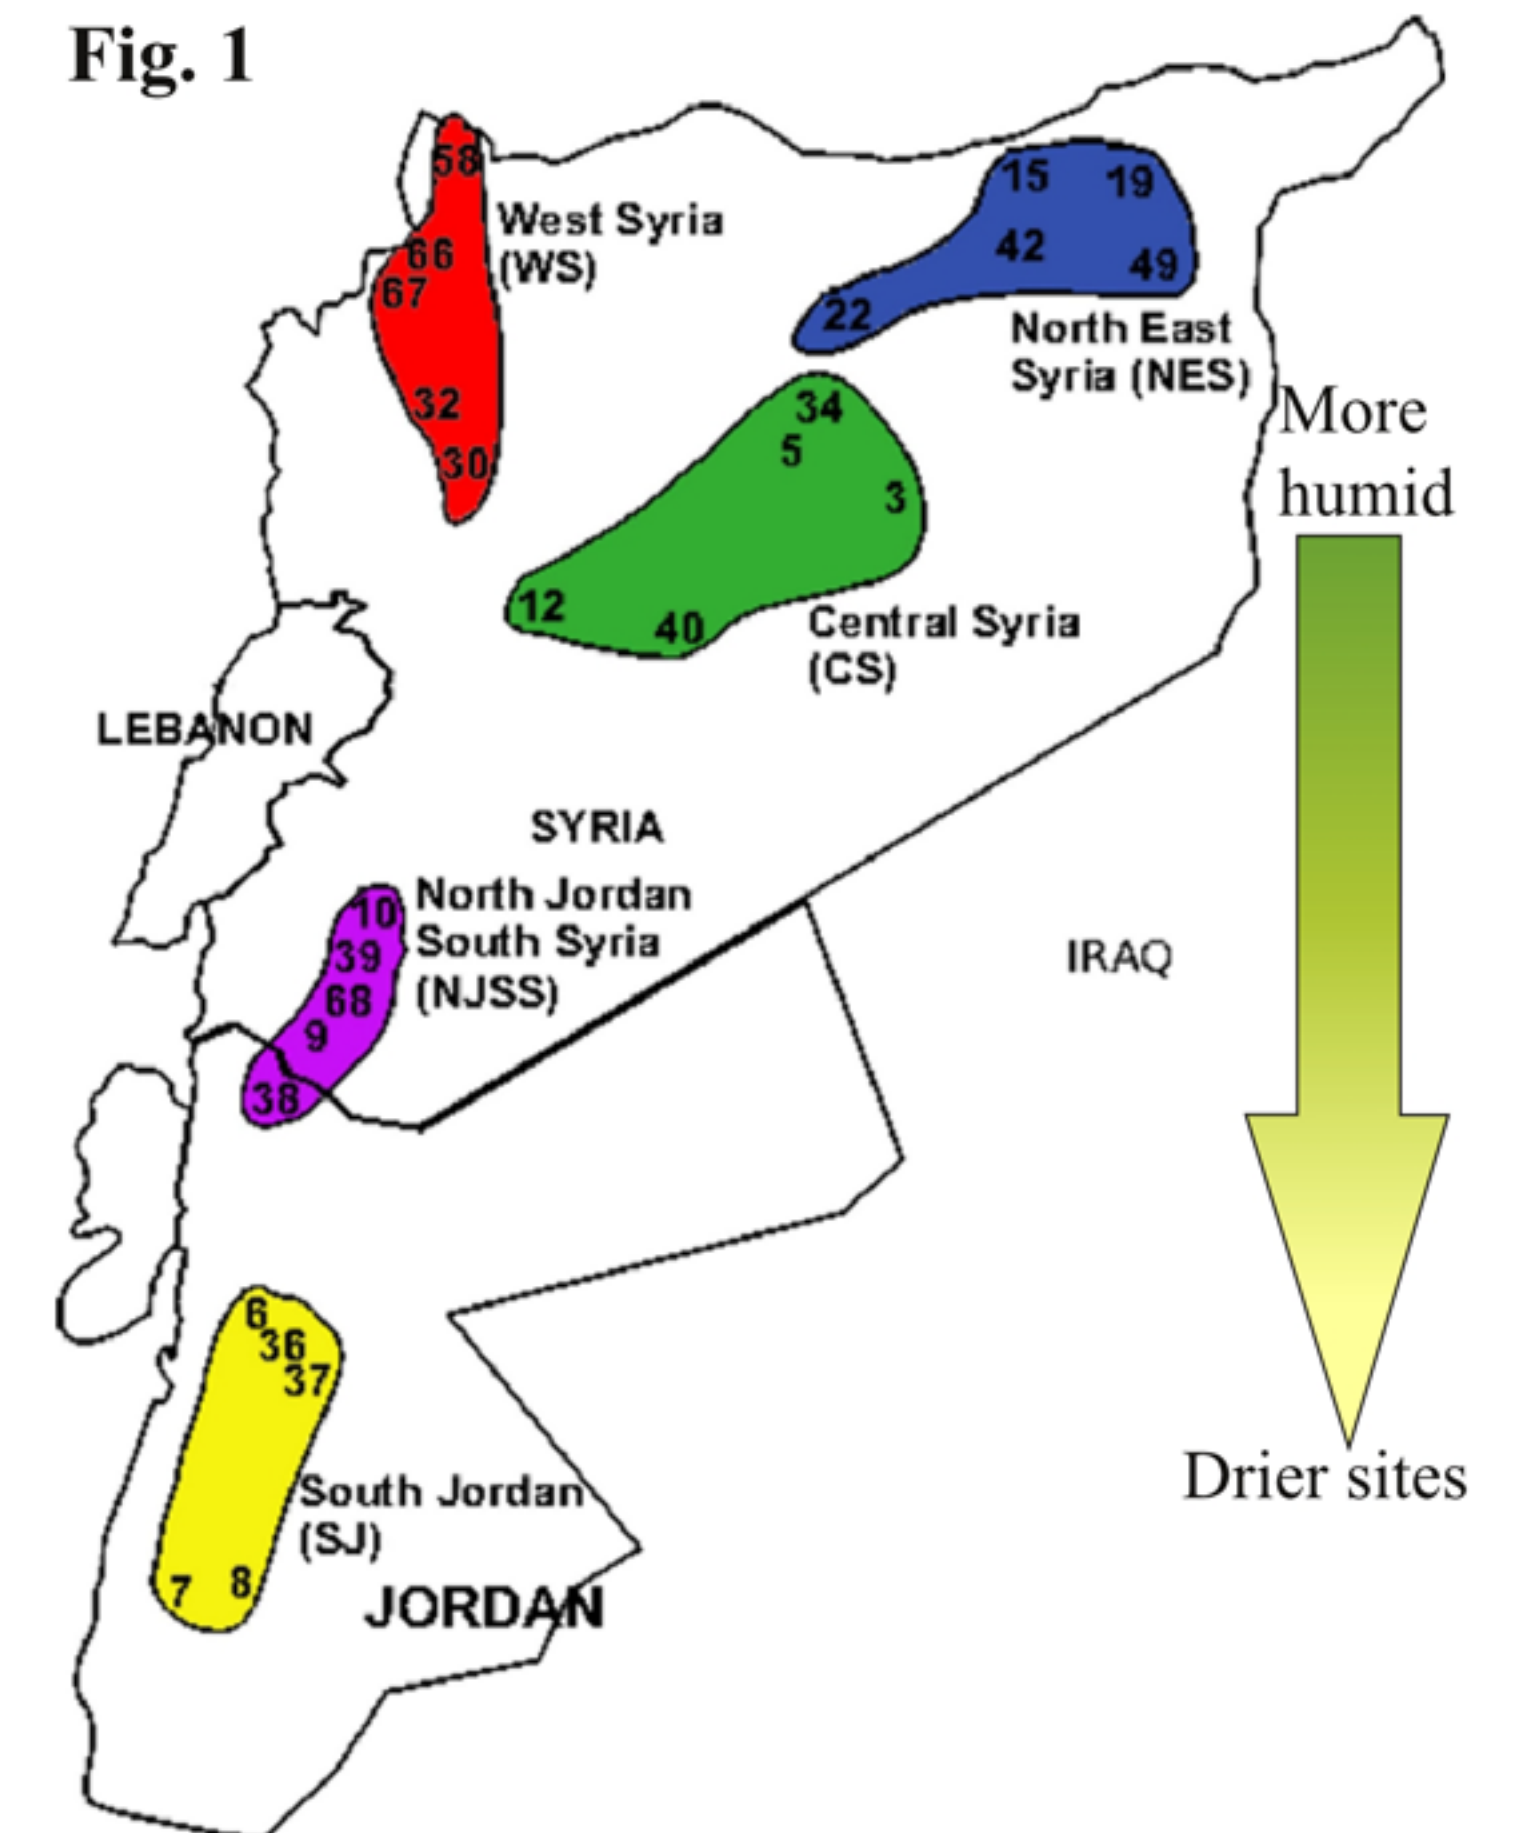 Fig. 1
58
West Syria
(WS)
66
67
32
30
15
19
42
49
22
North East
Syria (NES)
34
5
3
12
40
Central Syria
(CS)
More
humid
LEBANON
SYRIA
10
39
68
9
38
North Jordan
South Syria
(NJSS)
IRAQ
6
36
37
7
8
South Jordan
(SJ)
JORDAN
Drier sites